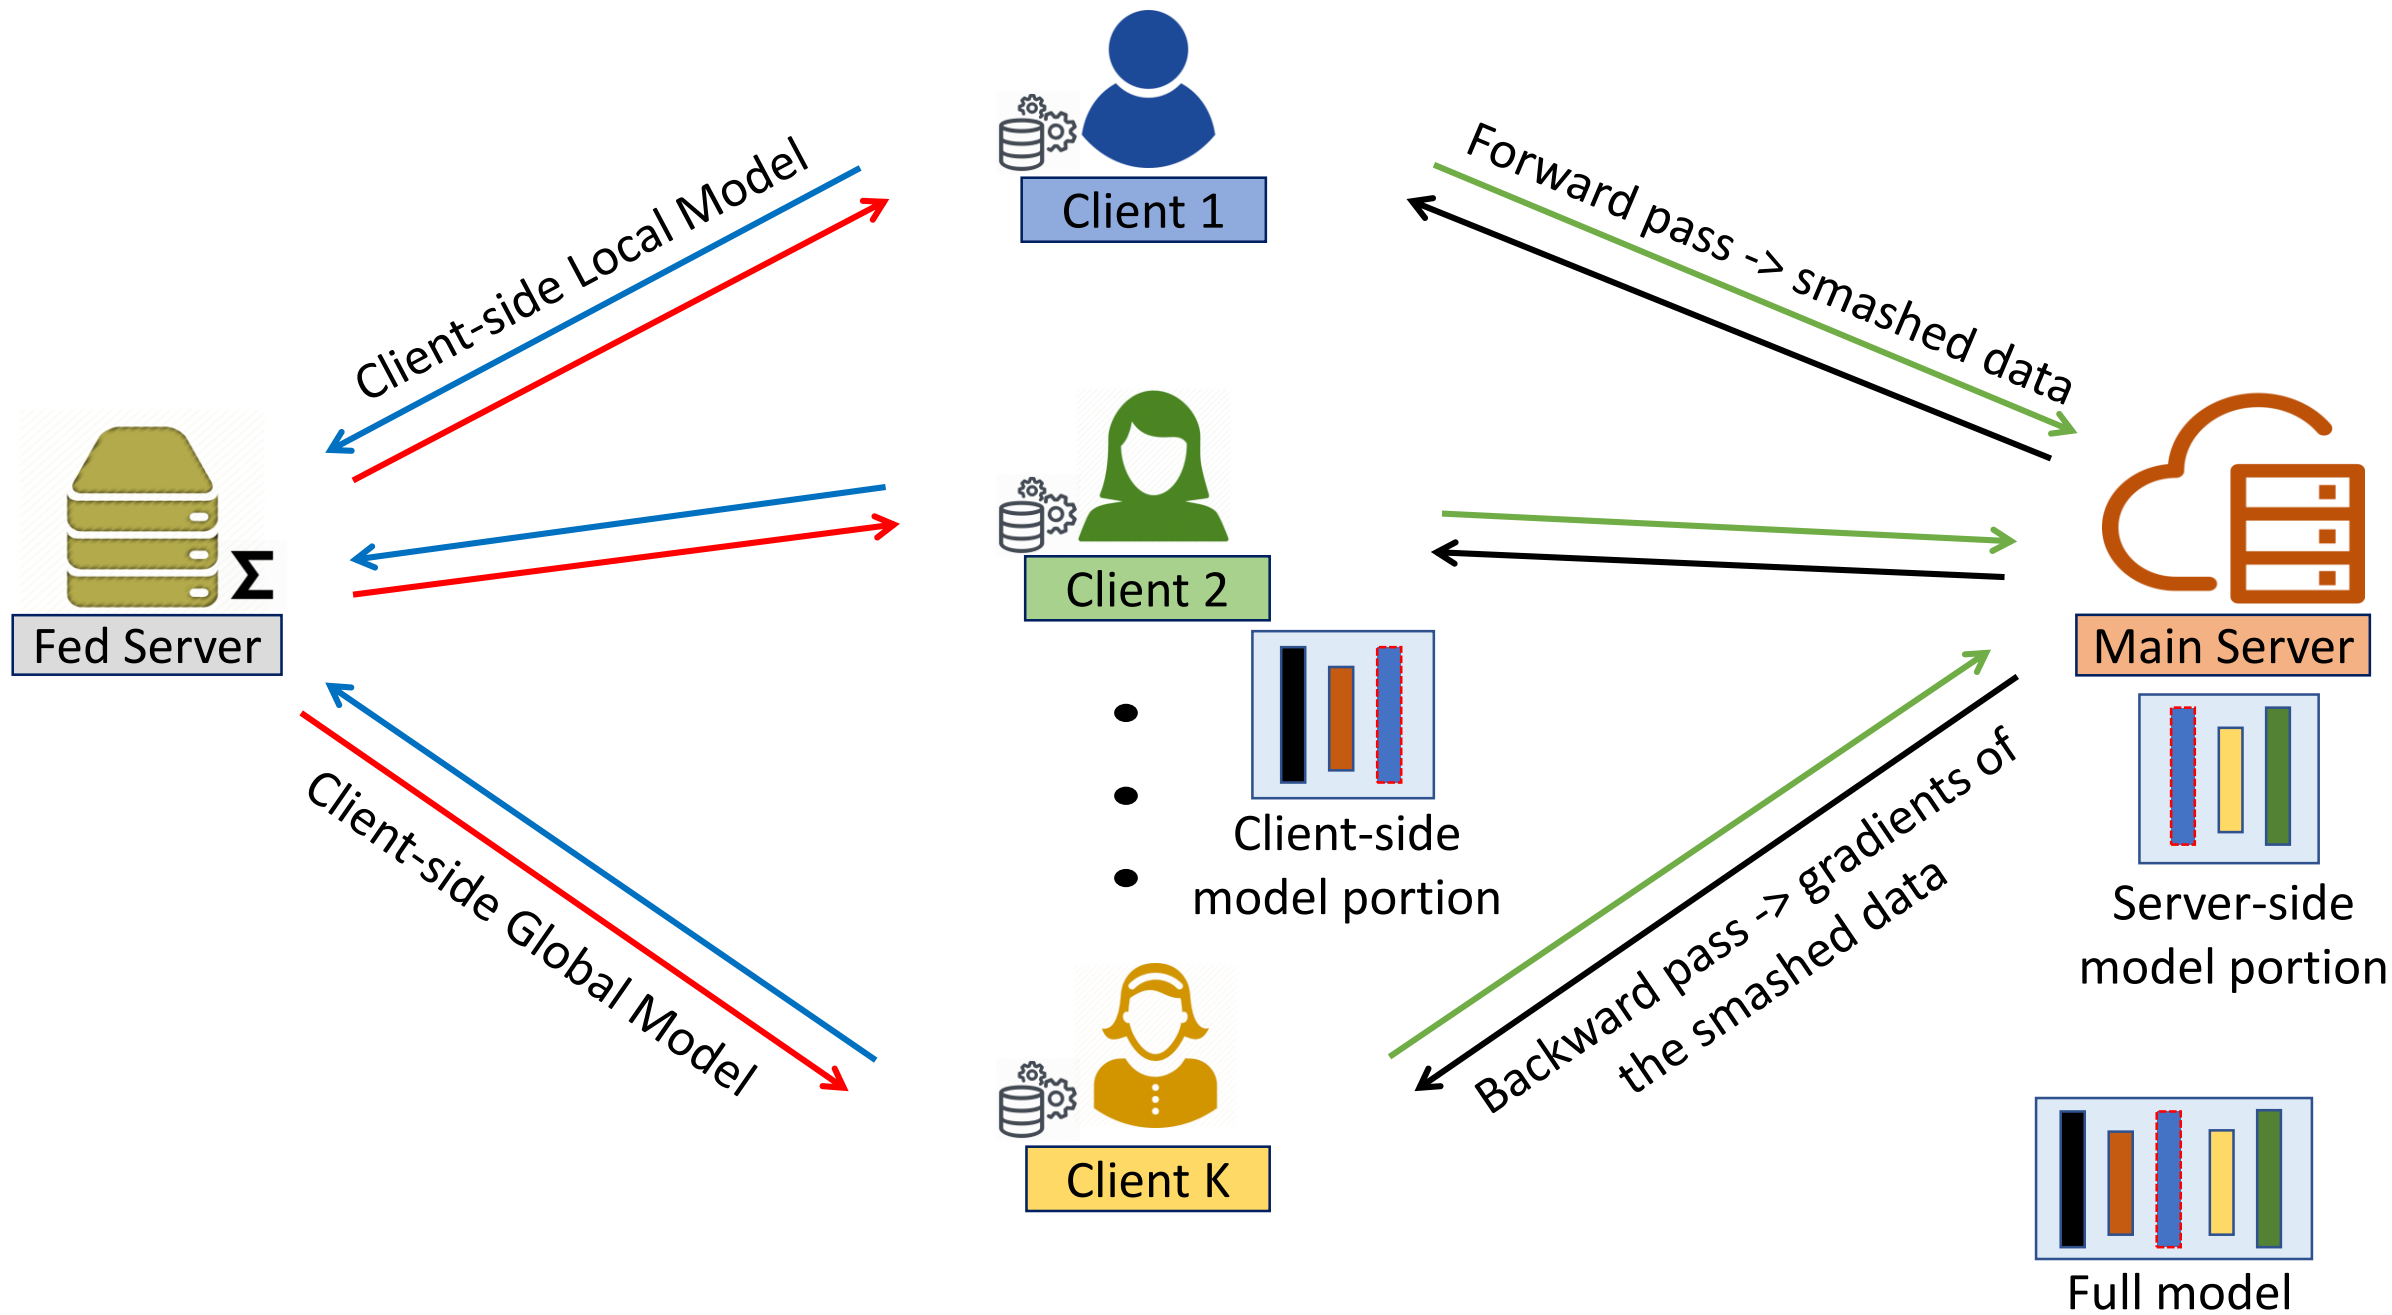 Client 1
Client-side Local Model
Forward pass -> smashed data
Client 2
Σ
Fed Server
Main Server
Client-side
model portion
Client-side Global Model
Backward pass -> gradients of
the smashed data
Server-side
model portion
Client K
Full model